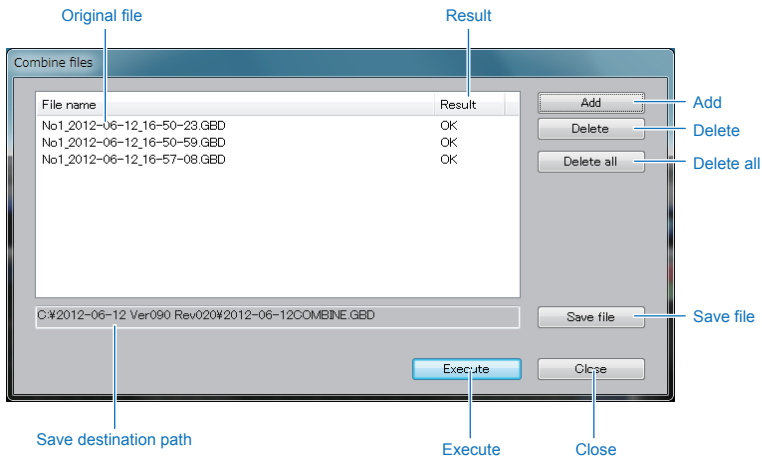 Original file
Result
Combine files
File name Result
Add Add
No1_2012-06-12_16-50-23.GBD OK
Delete Delete
No1_2012-06-12_16-50-59.GBD OK
No1_2012-06-12_16-57-08.GBD OK
Delete all Delete all
C:¥2012-06-12 Ver090 Rev020¥2012-06-12COMBINE.GBD
Save file Save file
Execute Close
Save destination path
Execute Close